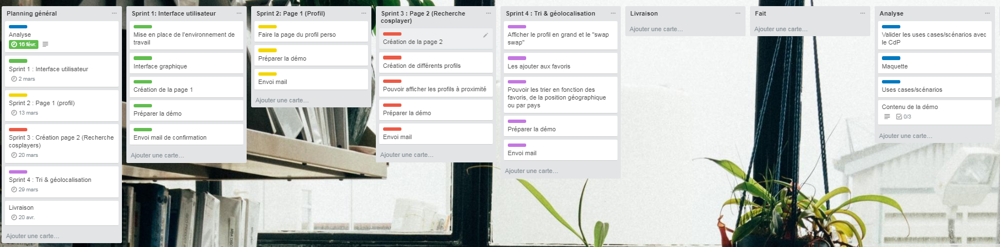 Planning général
Analyse
16 févr.
Sprint 1 : Interface utilisateur
2 mars
Sprint 2 : Page 1 (profil)
13 mars
Sprint 3 : Création page 2 (Recherche
cosplayers)
20 mars
Sprint 4 : Tri & géolocalisation
29 mars
Livraison
20 avr.
Ajouter une carte...
Sprint 1: Interface utilisateur
Mise en place de l'environnement de
travail
Interface graphique
Création de la page 1
Préparer la démo
Envoi mail de confirmation
Ajouter une carte...
Sprint 2: Page 1 (Profil)
Faire la page du profil perso
Préparer la démo
Envoi mail
Ajouter une carte...
Sprint 3 : Page 2 (Recherche
cosplayer)
Création de la page 2
Création de différents profils
Pouvoir afficher les profils à proximité
Préparer la démo
Envoi mail
Ajouter une carte...
Sprint 4 : Tri & géolocalisation
Afficher le profil en grand et le "swap
swap"
Les ajouter aux favoris
Pouvoir les trier en fonction des
favoris, de la position géographique
ou par pays
Préparer la démo
Envoi mail
Ajouter une carte...
Livraison
Ajouter une carte...
Fait
Ajouter une carte...
Analyse
Valider les uses cases/scénarios avec
le CdP
Maquette
Uses cases/scénarios
Contenu de la démo
0/3
Ajouter une carte...